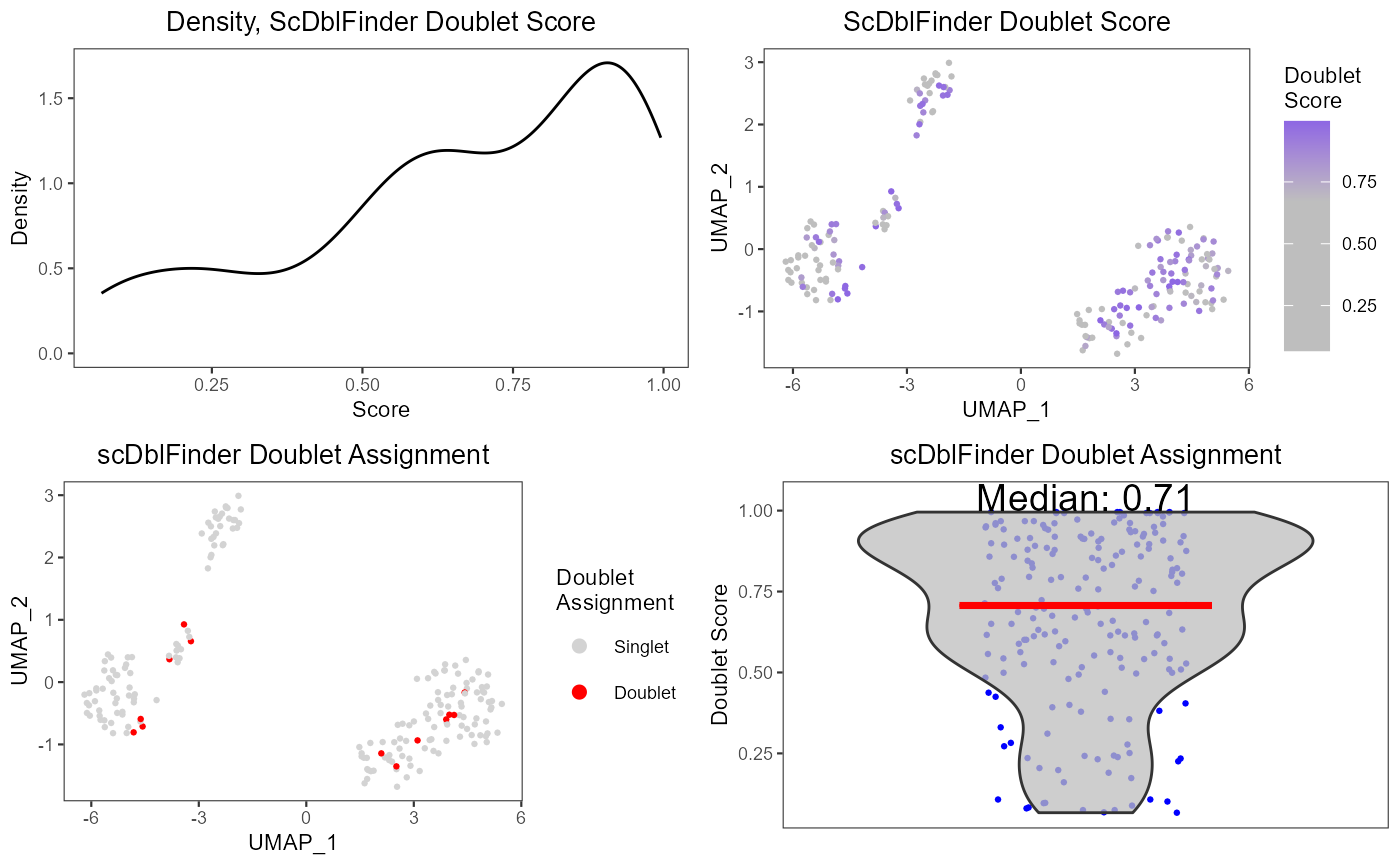 Density, ScDblFinder Doublet Score
1.5
1.0
0.5
0.0
Density
0.25
0.50
0.75
1.00
Score
ScDblFinder Doublet Score
3
2
1
0
-1
UMAP_2
-6
-3
0
3
6
UMAP_1
Doublet
Score
0.75
0.50
0.25
scDblFinder Doublet Assignment
3
2
1
0
-1
UMAP_2
-6
-3
0
3
6
UMAP_1
Doublet
Assignment
Singlet
Doublet
scDblFinder Doublet Assignment
Median: 0.71
1.00
0.75
0.50
0.25
Doublet Score